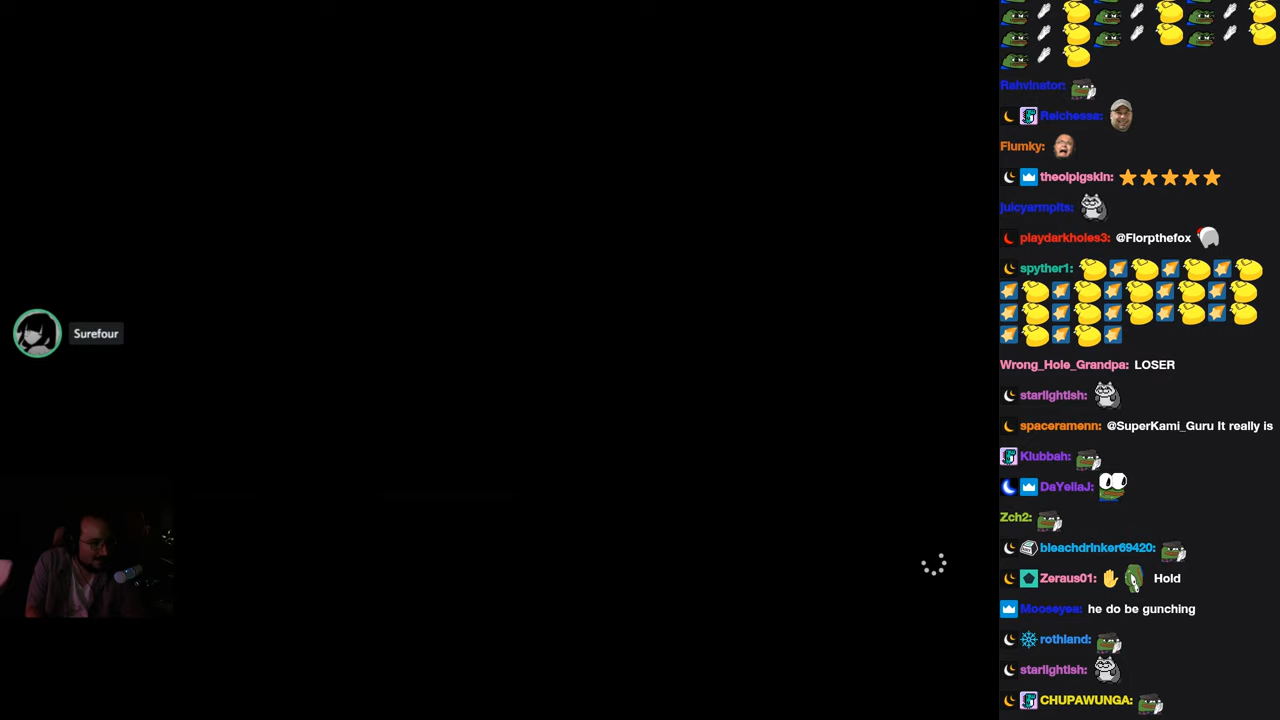 Rahvinator:
Reichessa:
Flumky:
theolpigskin:
juicyarmpits:
playdarkholes3: @Florpthefox
spyther1:
Surefour
Wrong_Hole_Grandpa: LOSER
starlightish:
spaceramenn: @SuperKami_Guru It really is
Klubbah:
DaYellaJ:
Zch2:
bleachdrinker69420:
Zeraus01: Hold
Mooseyea: he do be gunching
rothland:
starlightish:
CHUPAWUNGA: